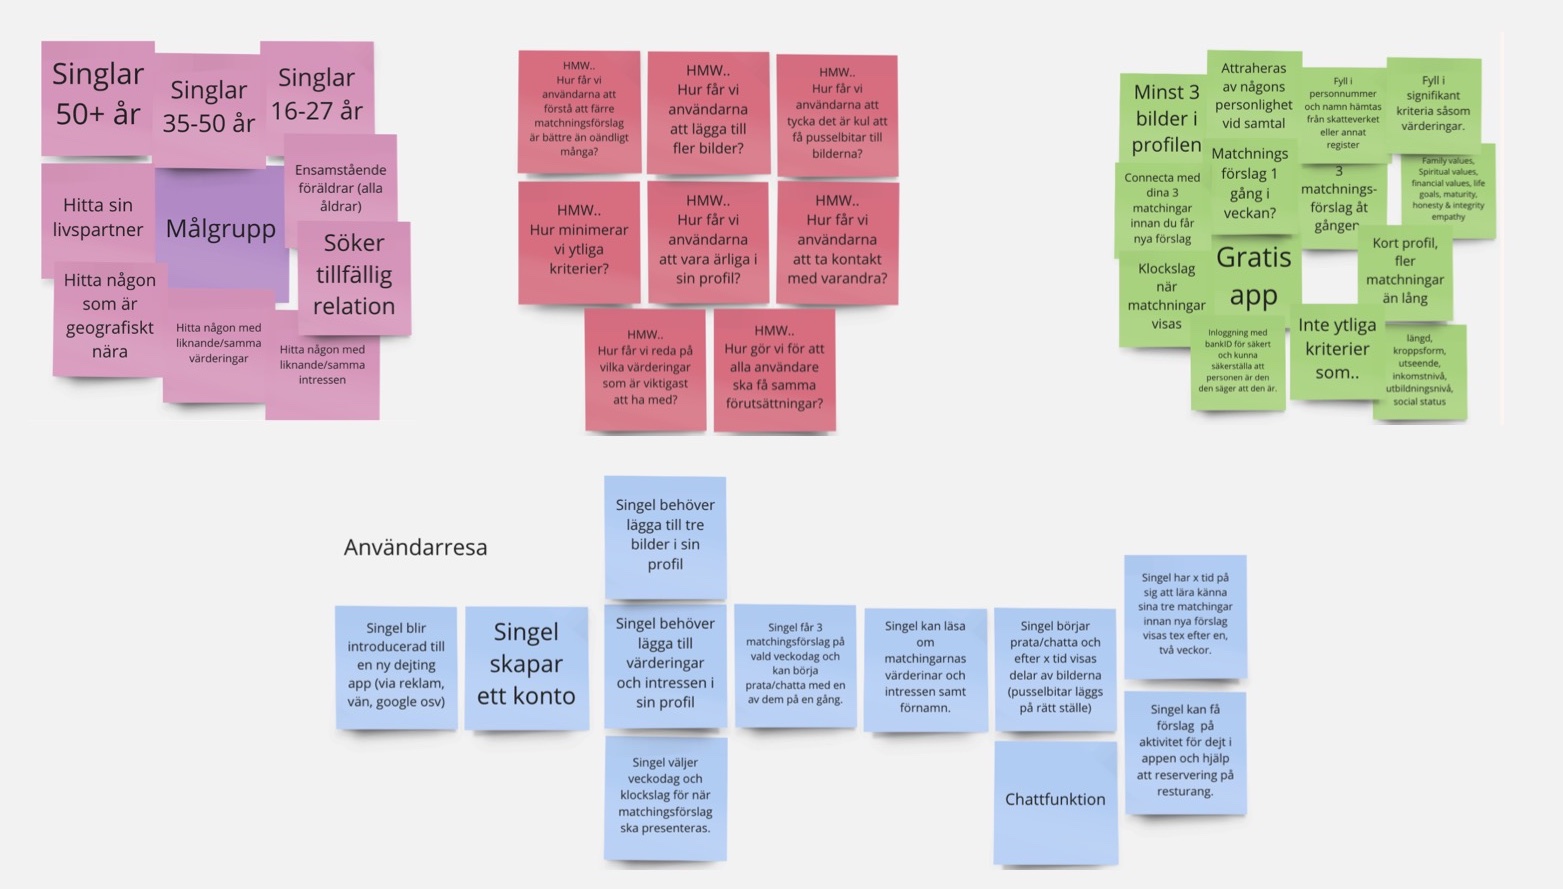 Singlar
50+ år
Singlar
35-50 år
Singlar
16-27 år
Hitta sin
livspartner
Målgrupp
Ensamstående
föräldrar (alla
åldrar)
Söker
tillfällig
relation
Hitta någon
som är
geografiskt
nära
Hitta någon med
liknande/samma
värderingar
Hitta någon med
liknande/samma
intressen
HMW..
Hur får vi
användarna att
förstå att färre
matchningsförslag
är bättre än oändligt
många?
HMW..
Hur får vi
användarna
att lägga till
fler bilder?
HMW..
Hur får vi
användarna att
tycka det är kul att
få pusselbitar till
bilderna?
HMW..
Hur minimerar
vi ytliga
kriterier?
HMW..
Hur får vi
användarna
att vara ärliga i
sin profil?
HMW..
Hur får vi
användarna
att ta kontakt
med varandra?
HMW..
Hur får vi reda på
vilka värderingar
som är viktigast
att ha med?
HMW..
Hur gör vi för att
alla användare
ska få samma
förutsättningar?
Minst 3
bilder i
profilen
Attraheras
av någons
personlighet
vid samtal
Fyll i
personnummer
och namn hämtas
från skatteverket
eller annat
register
Fyll i
signifikant
kriteria såsom
värderingar.
Connecta med
dina 3
matchingar
innan du får
nya förslag
Matchnings
förslag 1
gång i
veckan?
3
matchnings-
förslag åt
gången
Family values,
Spiritual values,
financial values, life
goals, maturity,
honesty & integrity
empathy
Klockslag
när
matchningar
visas
Gratis
app
Kort profil,
fler
matchningar
än lång
Inloggning med
bankID för säkert
och kunna
säkerställa att
personen är den
den säger att den är.
Inte ytliga
kriterier
som..
längd,
kroppsform,
utseende,
inkomstnivå,
utbildningsnivå,
social status
Användarresa
Singel blir
introducerad till
en ny dejting
app (via reklam,
vän, google osv)
Singel
skapar
ett konto
Singel behöver
lägga till tre
bilder i sin
profil
Singel behöver
lägga till
värderingar
och intressen i
sin profil
Singel väljer
veckodag och
klockslag för när
matchingsförslag
ska presenteras.
Singel får 3
matchingsförslag på
vald veckodag och
kan börja
prata/chatta med en
av dem på en gång.
Singel kan läsa
om
matchingarnas
värderinar och
intressen samt
förnamn.
Singel börjar
prata/chatta och
efter x tid visas
delar av bilderna
(pusselbitar läggs
på rätt ställe)
Chattfunktion
Singel har x tid på
sig att lära känna
sina tre matchingar
innan nya förslag
visas tex efter en,
två veckor.
Singel kan få
förslag på
aktivitet för dejt i
appen och hjälp
att reservering på
resturang.